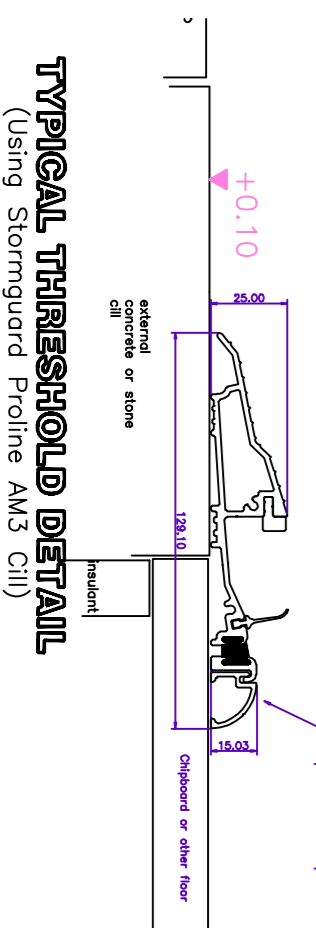 +0.10
25.00
external
concrete or stone
cill
129.10
insulant
15.03
Chipboard or other floor
TYPICAL THRESHOLD DETAIL
(Using Stormguard Proline AM3 Cill)